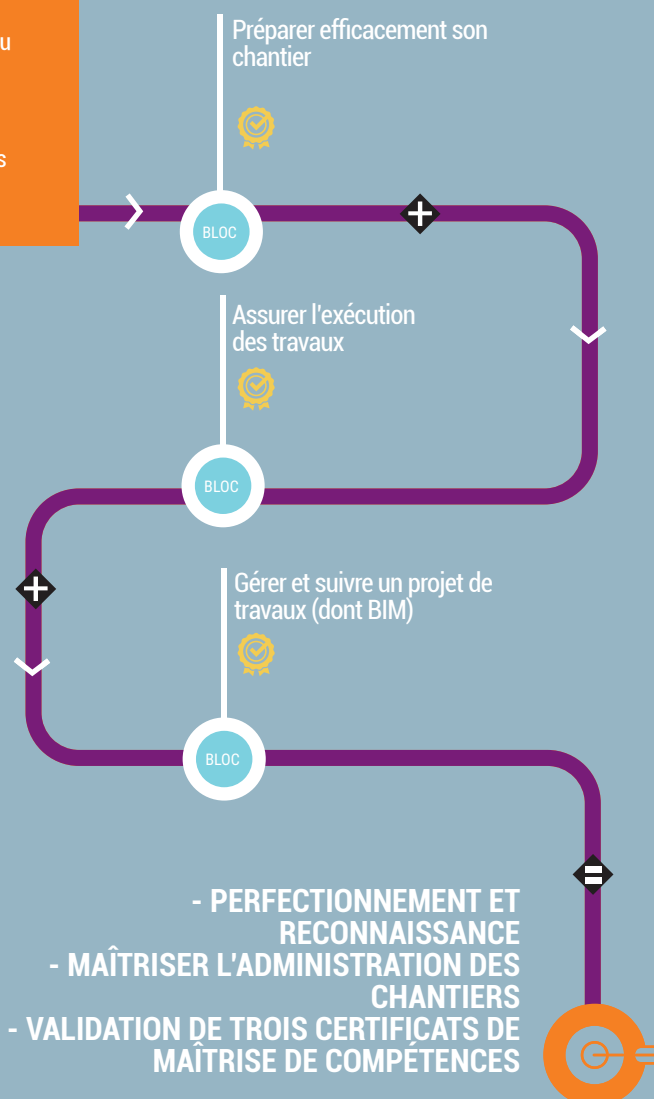 u
s
Préparer efficacement son
chantier
BLOC
Assurer l'exécution
des travaux
BLOC
Gérer et suivre un projet de
travaux (dont BIM)
BLOC
- PERFECTIONNEMENT ET
RECONNAISSANCE
- MAÎTRISER L'ADMINISTRATION DES
CHANTIERS
- VALIDATION DE TROIS CERTIFICATS DE
MAÎTRISE DE COMPÉTENCES